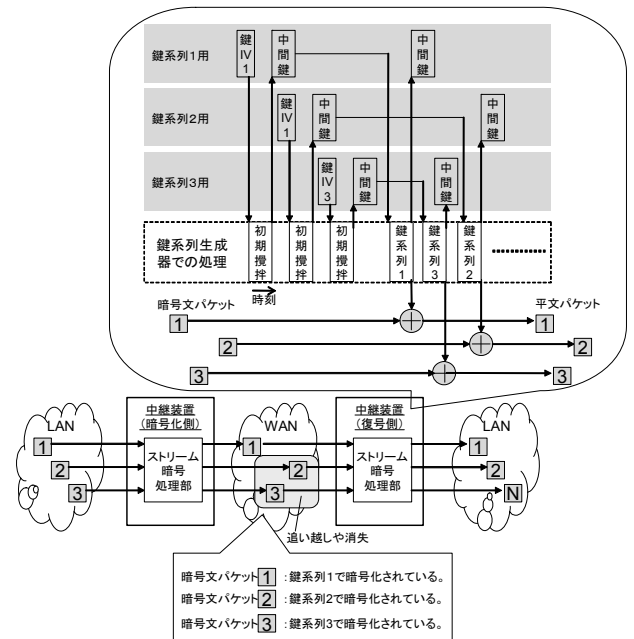 鍵系列1用
鍵
IV
1
中
間
鍵
中
間
鍵
鍵系列2用
鍵
IV
1
中
間
鍵
中
間
鍵
鍵系列3用
鍵
IV
3
中
間
鍵
中
間
鍵
鍵系列生成
器での処理
初
期
攪
拌
初
期
攪
拌
初
期
攪
拌
鍵
系
列
1
鍵
系
列
3
鍵
系
列
2
時刻
暗号文パケット
平文パケット
1
1
2
2
3
3
LAN
中継装置
(暗号化側)
WAN
中継装置
(復号側)
LAN
1
2
3
ストリーム
暗号
処理部
1
2
3
ストリーム
暗号
処理部
1
2
N
追い越しや消失
暗号文パケット 1 :鍵系列1で暗号化されている。
暗号文パケット 2 :鍵系列2で暗号化されている。
暗号文パケット 3 :鍵系列3で暗号化されている。